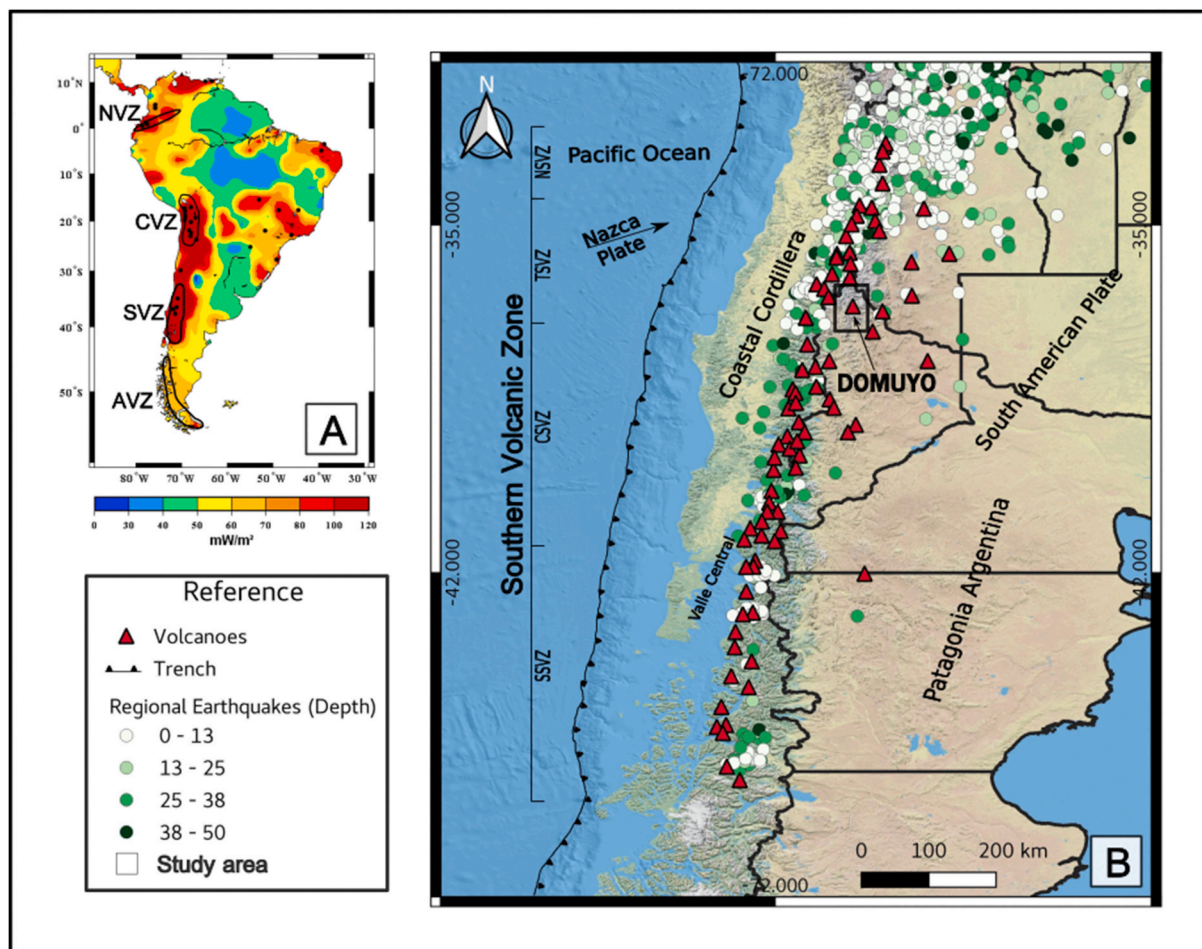 10°N
0°
10°S
20°S
30°S
40°S
50°S
NVZ
CVZ
SVZ
AVZ
A
80°W 70°W 60°W 50°W 40°W 30°W
0 30 40 60 70 80 100 120
mW/m²
Reference
Volcanoes
Trench
Regional Earthquakes (Depth)
0 - 13
13 - 25
25 - 38
38 - 50
Study area
N
-72.000
Pacific Ocean
Nazca
Plate
-35.000
-35.000
Southern Volcanic Zone
NSVZ
TSVZ
CSVZ
SSVZ
Coastal Cordillera
DOMUYO
South American Plate
Valle Central
Patagonia Argentina
-42.000
-42.000
0 100 200 km
B